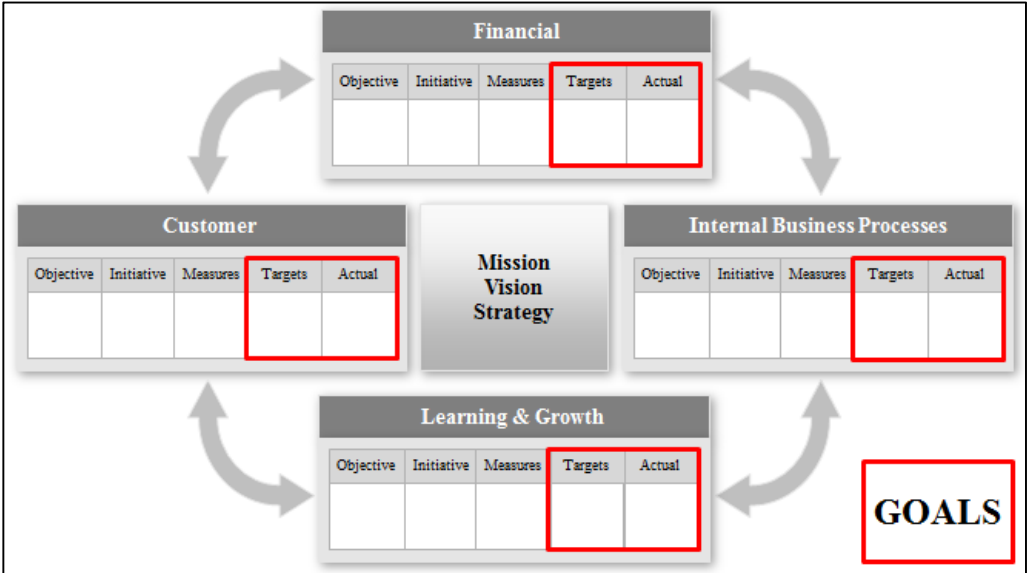 Financial
Objective Initiative Measures Targets Actual
Customer
Objective Initiative Measures Targets Actual
Mission
Vision
Strategy
Internal Business Processes
Objective Initiative Measures Targets Actual
Learning & Growth
Objective Initiative Measures Targets Actual
GOALS